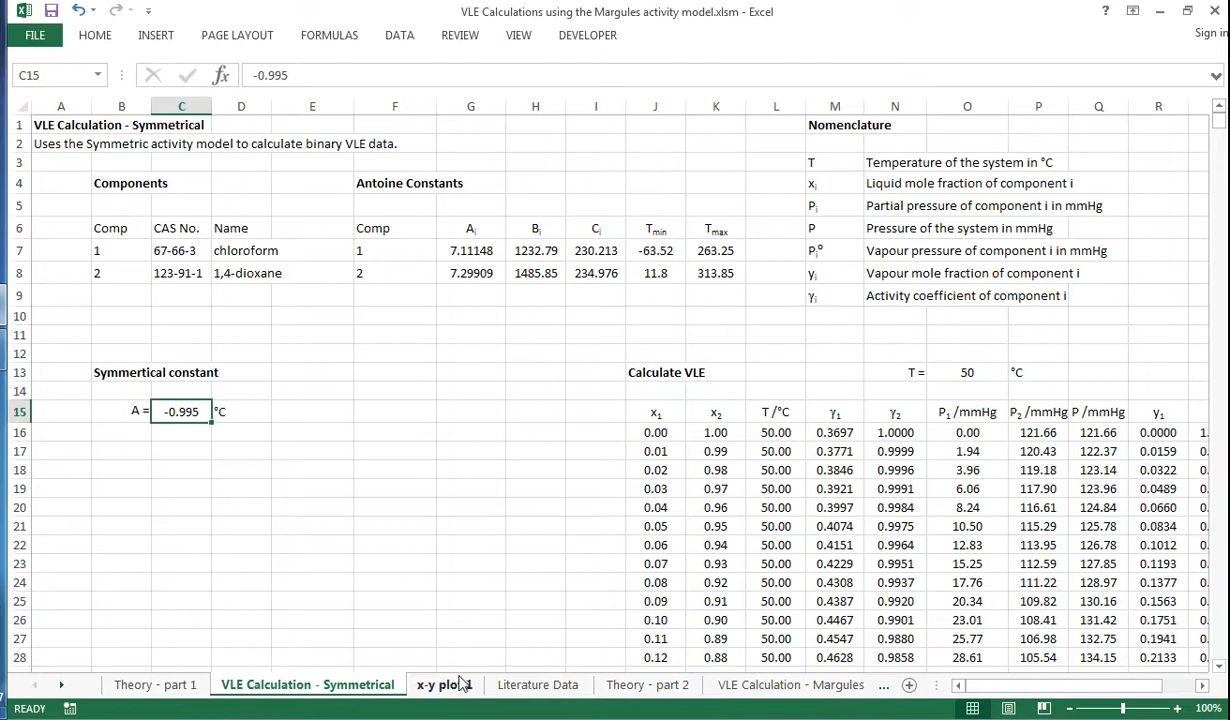 VLE Calculations using the Margules activity model.xlsm - Excel
FILE HOME INSERT PAGE LAYOUT FORMULAS DATA REVIEW VIEW DEVELOPER Sign in
C15 fx -0.995
A B C D E F G H I J K L M N O P Q R
1 VLE Calculation - Symmetrical Nomenclature
2 Uses the Symmetric activity model to calculate binary VLE data.
3 T Temperature of the system in °C
4 Components Antoine Constants xᵢ Liquid mole fraction of component i
5 Pᵢ Partial pressure of component i in mmHg
6 Comp CAS No. Name Comp Aᵢ Bᵢ Cᵢ Tmin Tmax P Pressure of the system in mmHg
7 1 67-66-3 chloroform 1 7.11148 1232.79 230.213 -63.52 263.25 Pᵢ° Vapour pressure of component i in mmHg
8 2 123-91-1 1,4-dioxane 2 7.29909 1485.85 234.976 11.8 313.85 yᵢ Vapour mole fraction of component i
9 γᵢ Activity coefficient of component i
10
11
12
13 Symmertical constant Calculate VLE T = 50 °C
14
15 A = -0.995 °C x₁ x₂ T /°C γ₁ γ₂ P₁ /mmHg P₂ /mmHg P /mmHg y₁
16 0.00 1.00 50.00 0.3697 1.0000 0.00 121.66 121.66 0.0000 1.
17 0.01 0.99 50.00 0.3771 0.9999 1.94 120.43 122.37 0.0159 0.
18 0.02 0.98 50.00 0.3846 0.9996 3.96 119.18 123.14 0.0322 0.
19 0.03 0.97 50.00 0.3921 0.9991 6.06 117.90 123.96 0.0489 0.
20 0.04 0.96 50.00 0.3997 0.9984 8.24 116.61 124.84 0.0660 0.
21 0.05 0.95 50.00 0.4074 0.9975 10.50 115.29 125.78 0.0834 0.
22 0.06 0.94 50.00 0.4151 0.9964 12.83 113.95 126.78 0.1012 0.
23 0.07 0.93 50.00 0.4229 0.9951 15.25 112.59 127.85 0.1193 0.
24 0.08 0.92 50.00 0.4308 0.9937 17.76 111.22 128.97 0.1377 0.
25 0.09 0.91 50.00 0.4387 0.9920 20.34 109.82 130.16 0.1563 0.
26 0.10 0.90 50.00 0.4467 0.9901 23.01 108.41 131.42 0.1751 0.
27 0.11 0.89 50.00 0.4547 0.9880 25.77 106.98 132.75 0.1941 0.
28 0.12 0.88 50.00 0.4628 0.9858 28.61 105.54 134.15 0.2133 0.
Theory - part 1 VLE Calculation - Symmetrical x-y plot 1 Literature Data Theory - part 2 VLE Calculation - Margules ...
READY 100%